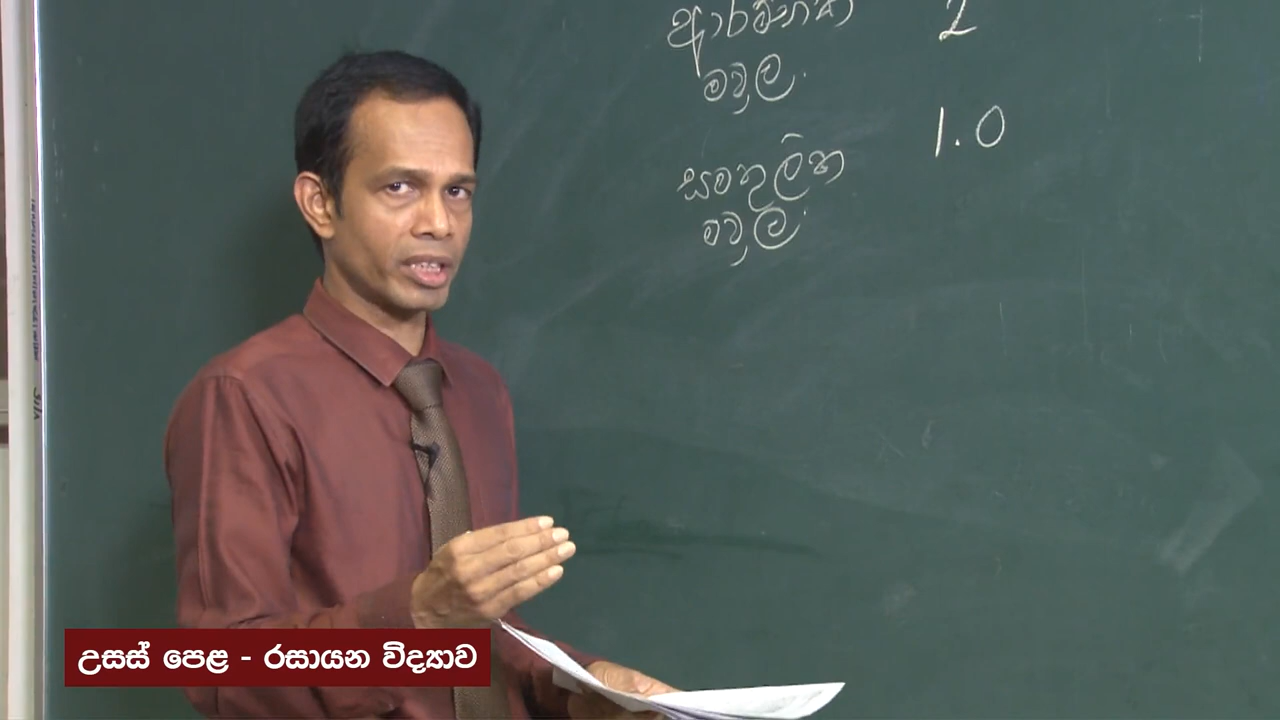 ආරම්භක 2
මවුල
1.0
සමතුලිත
මවුල
උසස් පෙළ - රසායන විද්‍යාව